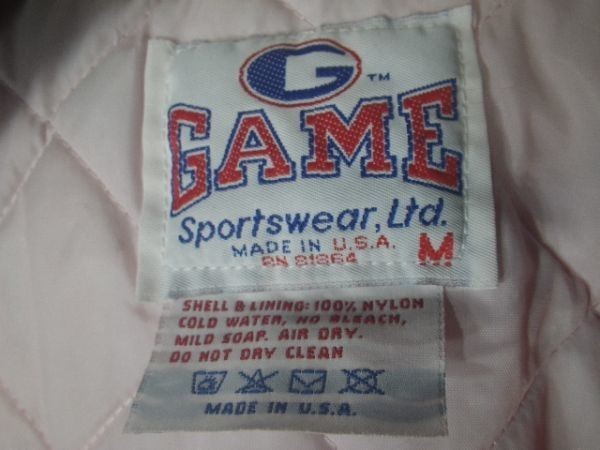 G™
GAME
Sportswear, Ltd.
MADE IN U.S.A.
RN 81864 M
SHELL & LINING: 100% NYLON
COLD WATER, NO BLEACH,
MILD SOAP. AIR DRY.
DO NOT DRY CLEAN
MADE IN U.S.A.